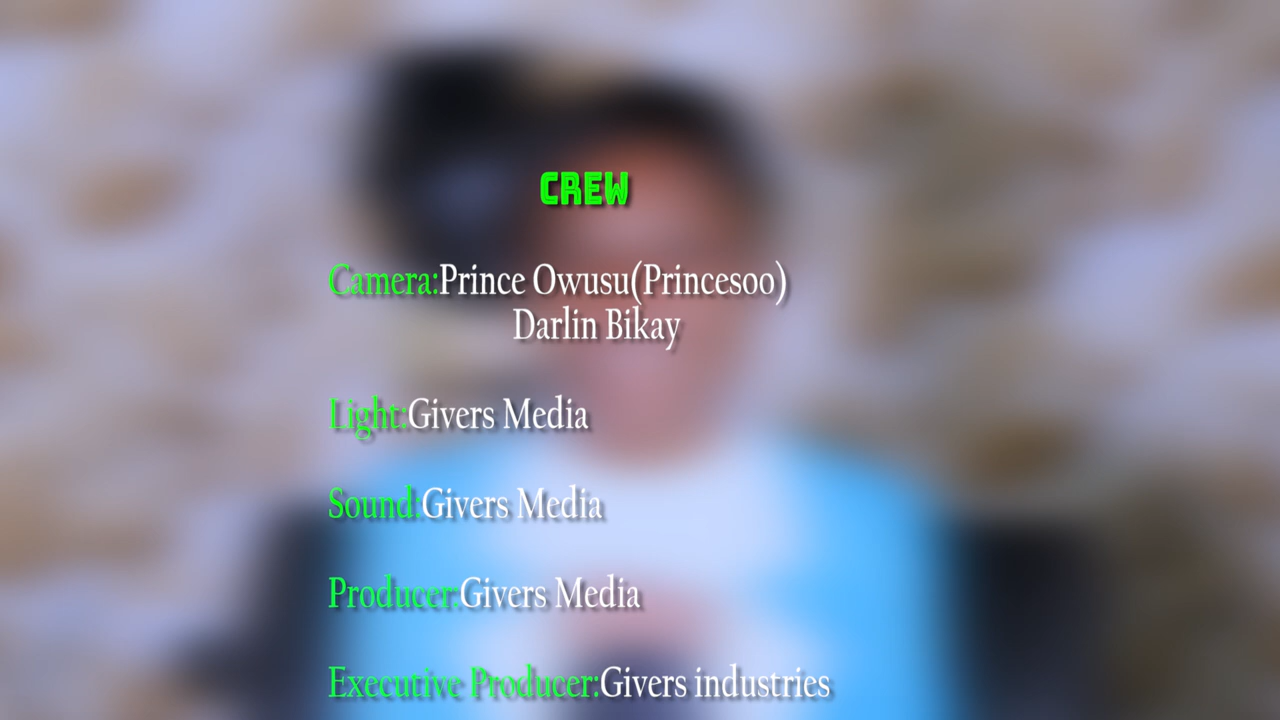 CREW
Camera:Prince Owusu(Princesoo)
Darlin Bikay
Light:Givers Media
Sound:Givers Media
Producer:Givers Media
Executive Producer:Givers industries